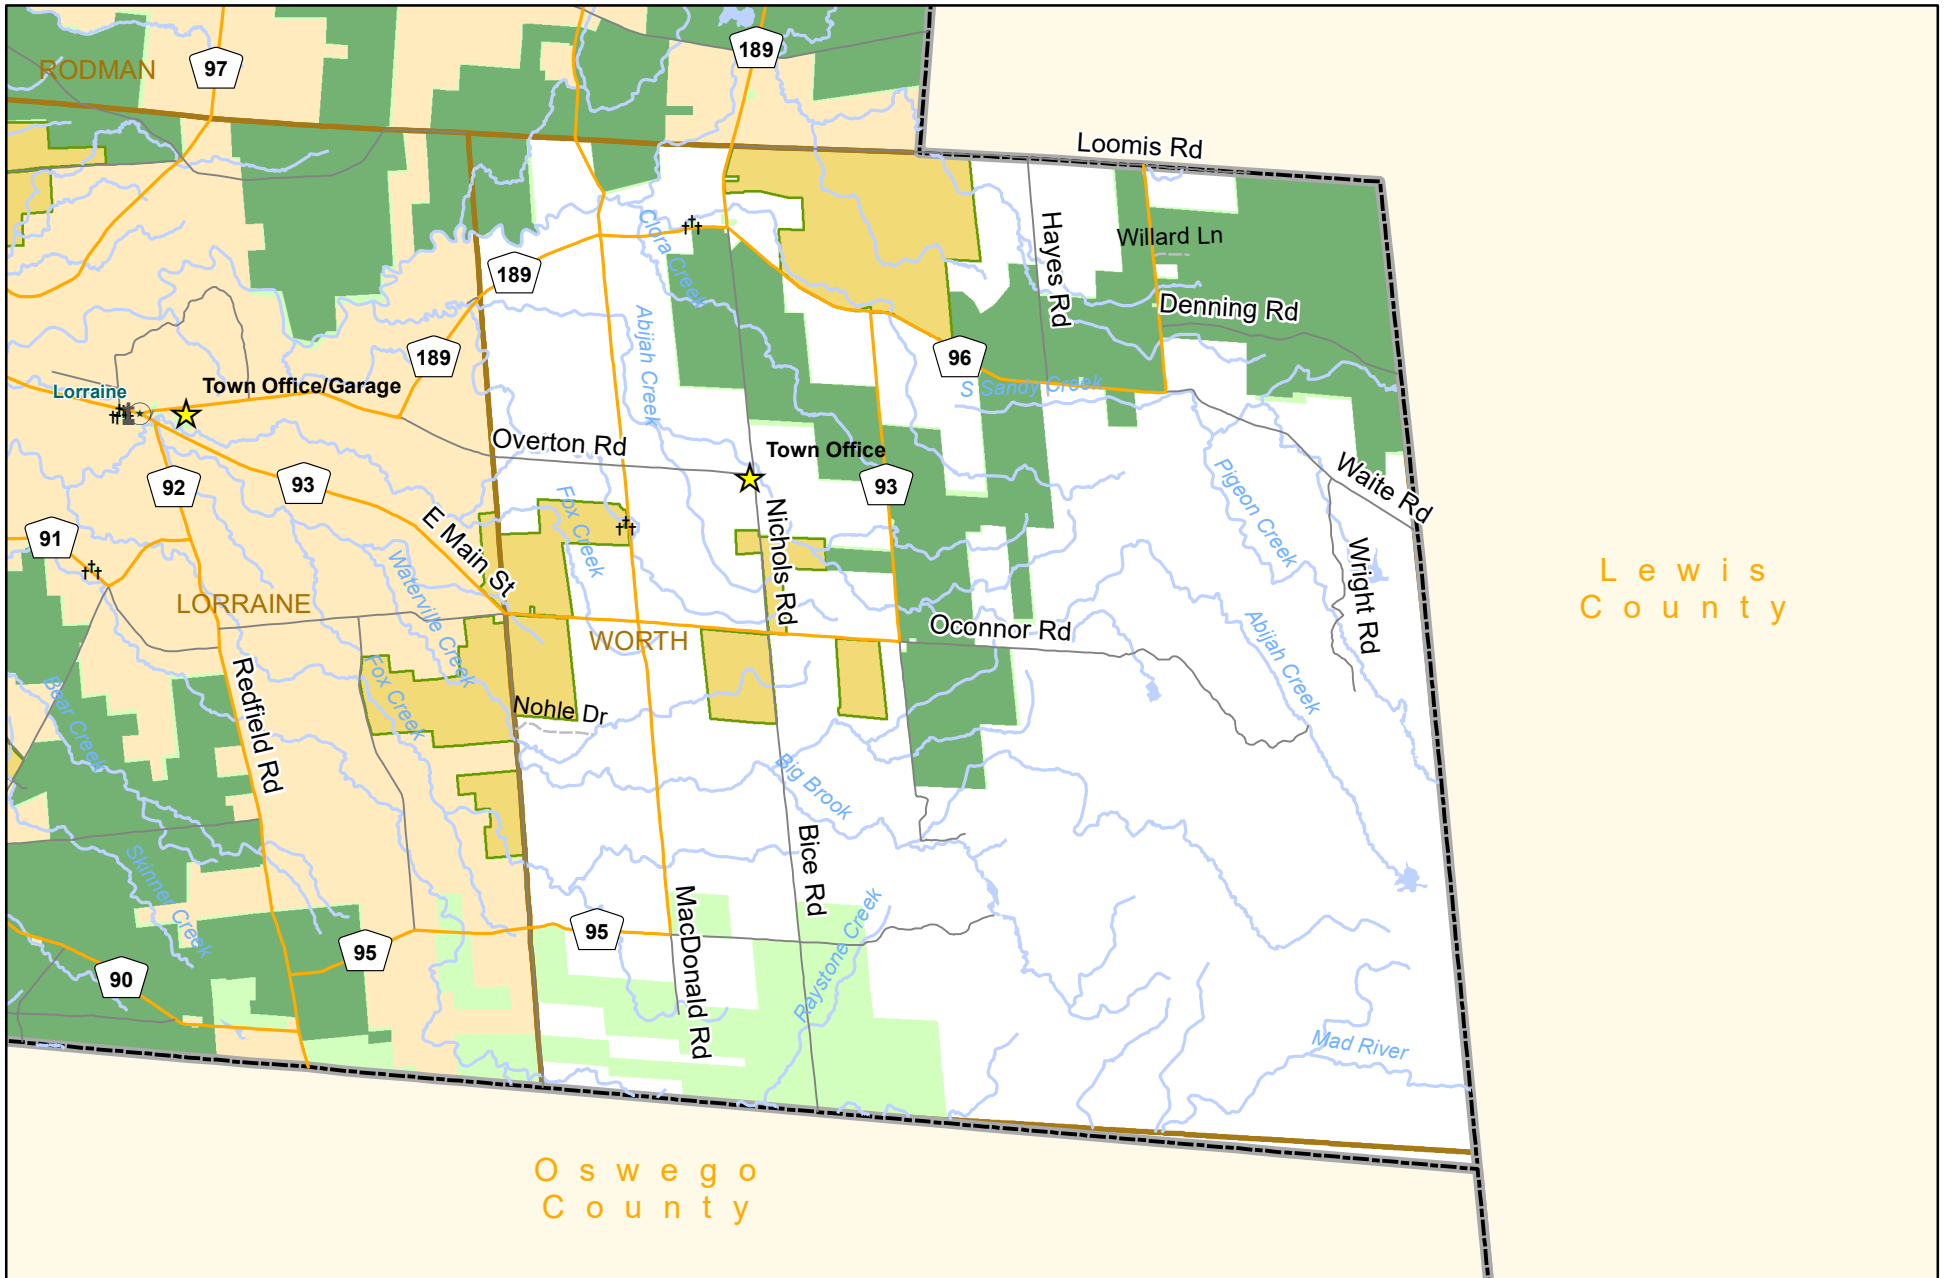 189
97
RODMAN
Loomis Rd
Clora Creek
Hayes Rd
Willard Ln
189
Denning Rd
Abijah Creek
189
96
Town Office/Garage
Lorraine
S Sandy Creek
Overton Rd
Town Office
92
93
93
Waite Rd
Pigeon Creek
Fox Creek
Nichols Rd
E Main St
91
Waterville Creek
Wright Rd
Lewis
County
LORRAINE
WORTH
Oconnor Rd
Abijah Creek
Fox Creek
Bear Creek
Redfield Rd
Nohle Dr
Big Brook
Bice Rd
Skinner Creek
MacDonald Rd
Raystone Creek
95
95
90
Mad River
Oswego
County